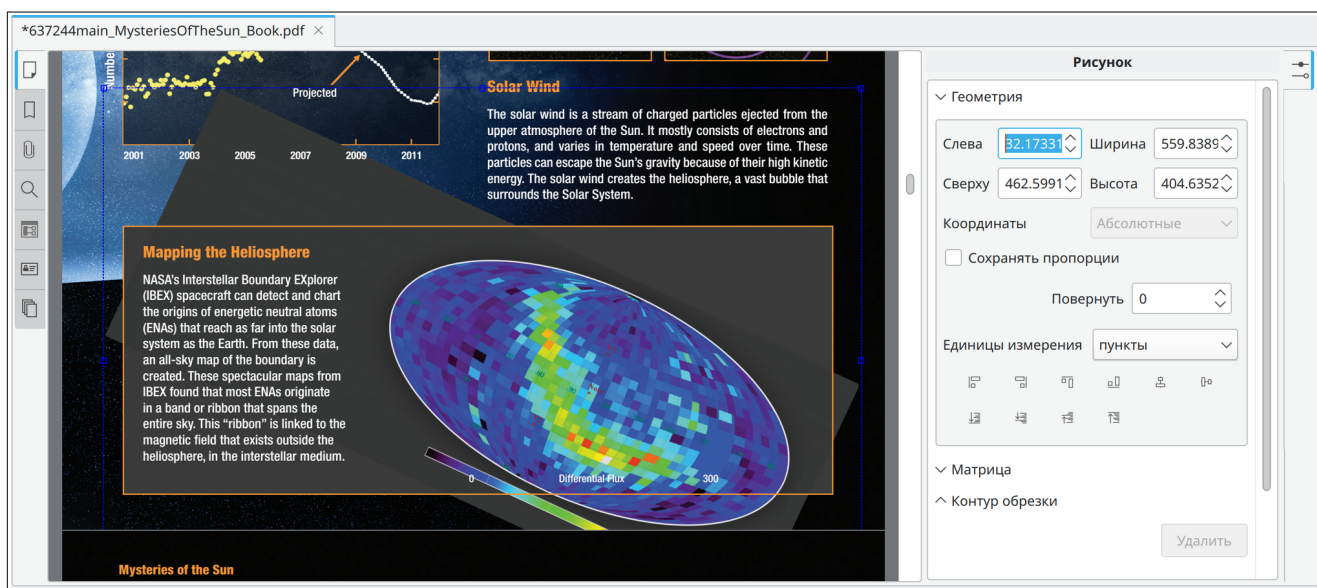 *637244main_MysteriesOfTheSun_Book.pdf
Number
Projected
2001 2003 2005 2007 2009 2011
Solar Wind
The solar wind is a stream of charged particles ejected from the
upper atmosphere of the Sun. It mostly consists of electrons and
protons, and varies in temperature and speed over time. These
particles can escape the Sun's gravity because of their high kinetic
energy. The solar wind creates the heliosphere, a vast bubble that
surrounds the Solar System.
Mapping the Heliosphere
NASA's Interstellar Boundary EXplorer
(IBEX) spacecraft can detect and chart
the origins of energetic neutral atoms
(ENAs) that reach as far into the solar
system as the Earth. From these data,
an all-sky map of the boundary is
created. These spectacular maps from
IBEX found that most ENAs originate
in a band or ribbon that spans the
entire sky. This “ribbon” is linked to the
magnetic field that exists outside the
heliosphere, in the interstellar medium.
60
90
0 Differential Flux 300
Mysteries of the Sun
Рисунок
Геометрия
Слева 32.17331 Ширина 559.8389
Сверху 462.5991 Высота 404.6352
Координаты Абсолютные
Сохранять пропорции
Повернуть 0
Единицы измерения пункты
Матрица
Контур обрезки
Удалить